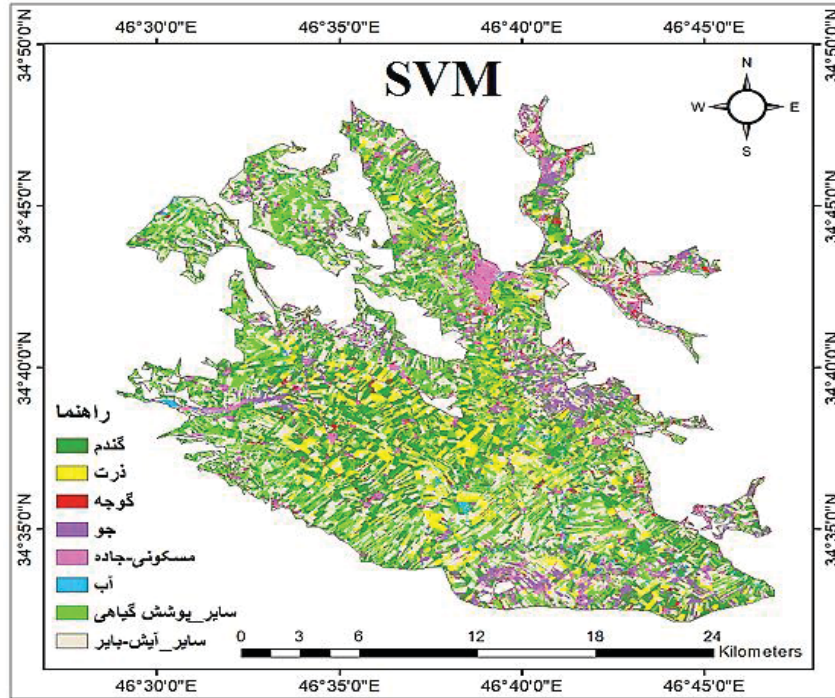 46°30'0"E 46°35'0"E 46°40'0"E 46°45'0"E
34°50'0"N 34°50'0"N
SVM
N
W E
S
34°45'0"N 34°45'0"N
34°40'0"N 34°40'0"N
راهنما
گندم
ذرت
گوجه
جو
مسکونی-جاده
آب
سایر_پوشش گیاهی
سایر_آیش-بایر
34°35'0"N 34°35'0"N
0 3 6 12 18 24
Kilometers
46°30'0"E 46°35'0"E 46°40'0"E 46°45'0"E